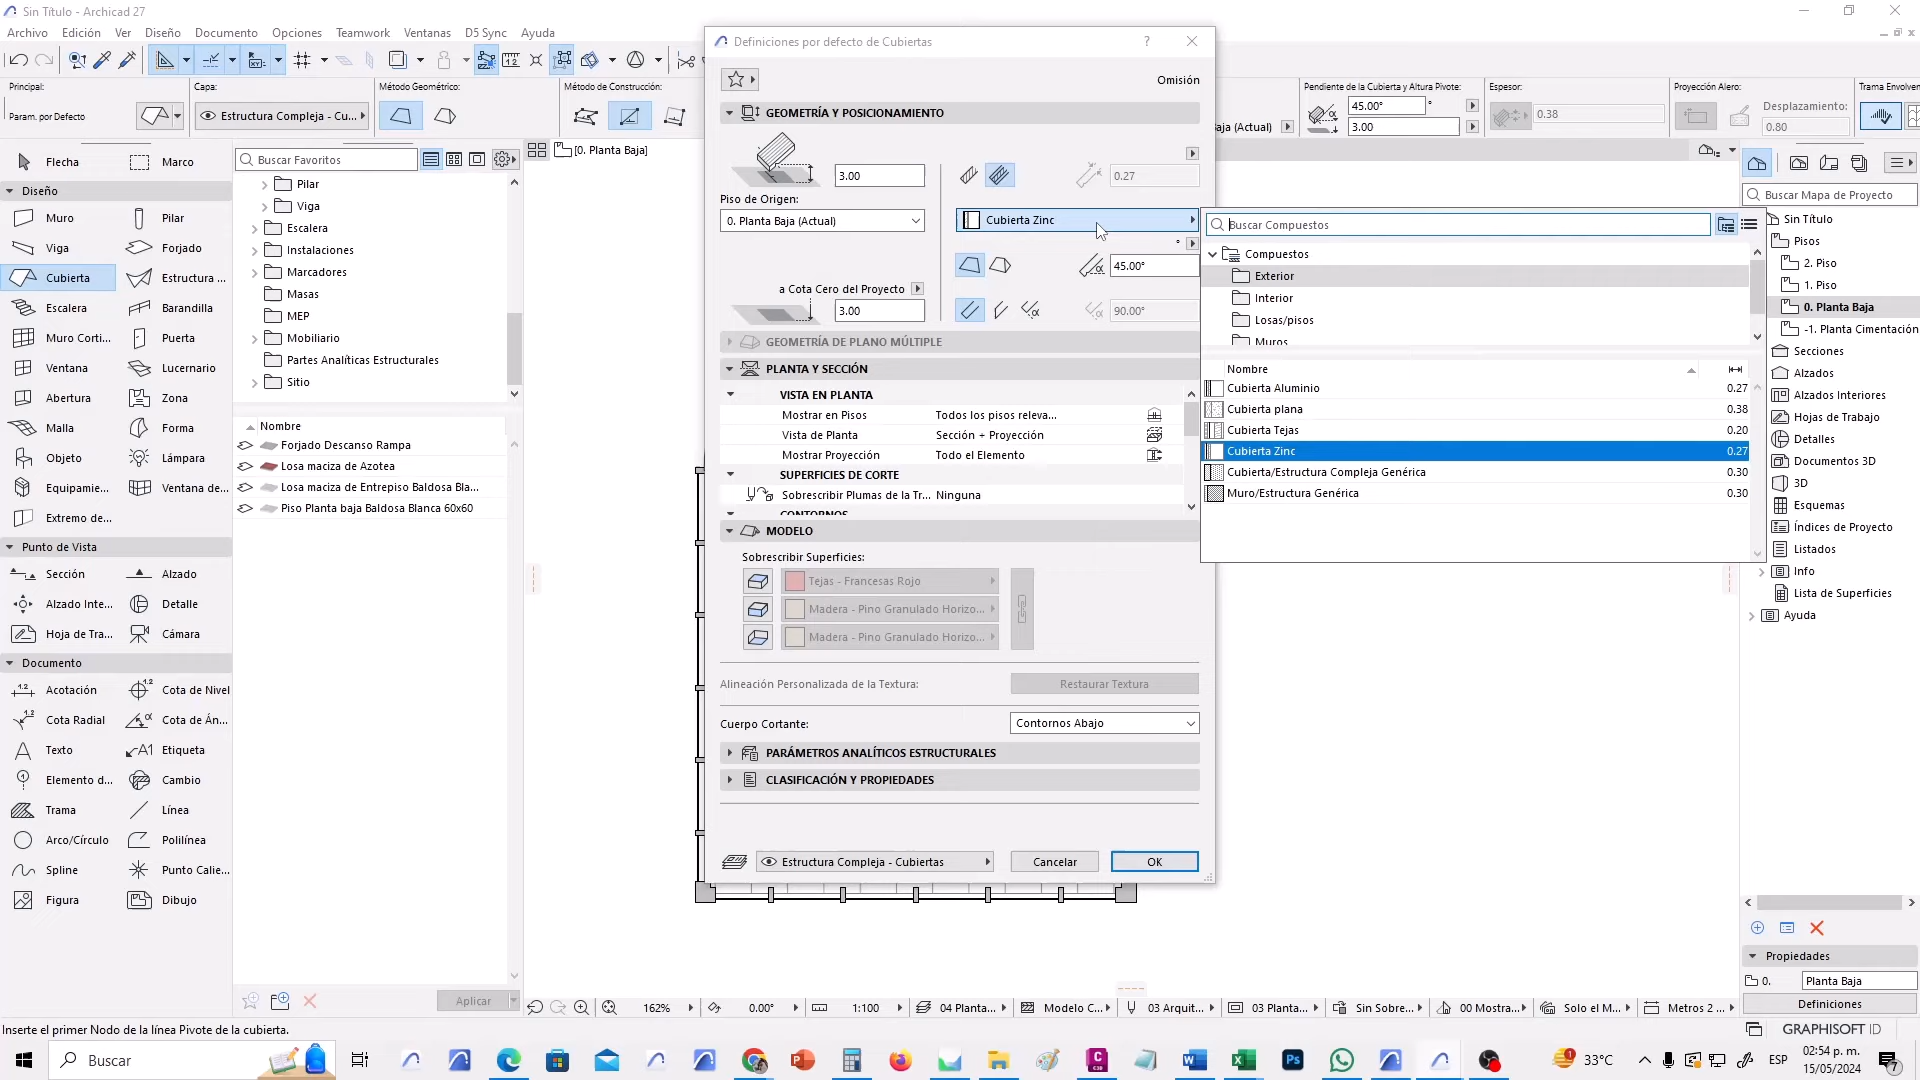 Sin Título - Archicad 27
Archivo Edición Ver Diseño Documento Opciones Teamwork Ventanas D5 Sync Ayuda
Principal:
Param. por Defecto
Capa:
Estructura Compleja - Cu...
Método Geométrico:
Método de Construcción:
Baja (Actual)
Pendiente de la Cubierta y Altura Pivote:
45.00°
°
3.00
Espesor:
0.38
Proyección Alero:
Desplazamiento:
0.80
Trama Envolven
Flecha
Marco
Diseño
Muro
Pilar
Viga
Forjado
Cubierta
Estructura ...
Escalera
Barandilla
Muro Corti...
Puerta
Ventana
Lucernario
Abertura
Zona
Malla
Forma
Objeto
Lámpara
Equipamie...
Ventana de...
Extremo de...
Punto de Vista
Sección
Alzado
Alzado Inte...
Detalle
Hoja de Tra...
Cámara
Documento
Acotación
Cota de Nivel
Cota Radial
Cota de Án...
Texto
Etiqueta
Elemento d...
Cambio
Trama
Línea
Arco/Círculo
Polilínea
Spline
Punto Calie...
Figura
Dibujo
Buscar Favoritos
Pilar
Viga
Escalera
Instalaciones
Marcadores
Masas
MEP
Mobiliario
Partes Analíticas Estructurales
Sitio
Nombre
Forjado Descanso Rampa
Losa maciza de Azotea
Losa maciza de Entrepiso Baldosa Bla...
Piso Planta baja Baldosa Blanca 60x60
Aplicar
[0. Planta Baja]
Definiciones por defecto de Cubiertas
?
Omisión
GEOMETRÍA Y POSICIONAMIENTO
3.00
0.27
Piso de Origen:
0. Planta Baja (Actual)
Cubierta Zinc
°
45.00°
a Cota Cero del Proyecto
3.00
90.00°
GEOMETRÍA DE PLANO MÚLTIPLE
PLANTA Y SECCIÓN
VISTA EN PLANTA
Mostrar en Pisos Todos los pisos releva...
Vista de Planta Sección + Proyección
Mostrar Proyección Todo el Elemento
SUPERFICIES DE CORTE
Sobrescribir Plumas de la Tr... Ninguna
CONTORNOS
MODELO
Sobrescribir Superficies:
Tejas - Francesas Rojo
Madera - Pino Granulado Horizo...
Madera - Pino Granulado Horizo...
Alineación Personalizada de la Textura:
Restaurar Textura
Cuerpo Cortante:
Contornos Abajo
PARÁMETROS ANALÍTICOS ESTRUCTURALES
CLASIFICACIÓN Y PROPIEDADES
Estructura Compleja - Cubiertas
Cancelar
OK
Buscar Compuestos
Compuestos
Exterior
Interior
Losas/pisos
Muros
Nombre
Cubierta Aluminio 0.27
Cubierta plana 0.38
Cubierta Tejas 0.20
Cubierta Zinc 0.27
Cubierta/Estructura Compleja Genérica 0.30
Muro/Estructura Genérica 0.30
Buscar Mapa de Proyecto
Sin Título
Pisos
2. Piso
1. Piso
0. Planta Baja
-1. Planta Cimentación
Secciones
Alzados
Alzados Interiores
Hojas de Trabajo
Detalles
Documentos 3D
3D
Esquemas
Índices de Proyecto
Listados
Info
Lista de Superficies
Ayuda
Propiedades
0.
Planta Baja
Definiciones
GRAPHISOFT ID
162%
0.00°
1:100
04 Planta...
Modelo C...
03 Arquit...
03 Planta...
Sin Sobre...
00 Mostra...
Solo el M...
Metros 2 ...
Inserte el primer Nodo de la línea Pivote de la cubierta.
Buscar
33°C
ESP
02:54 p. m.
15/05/2024
7